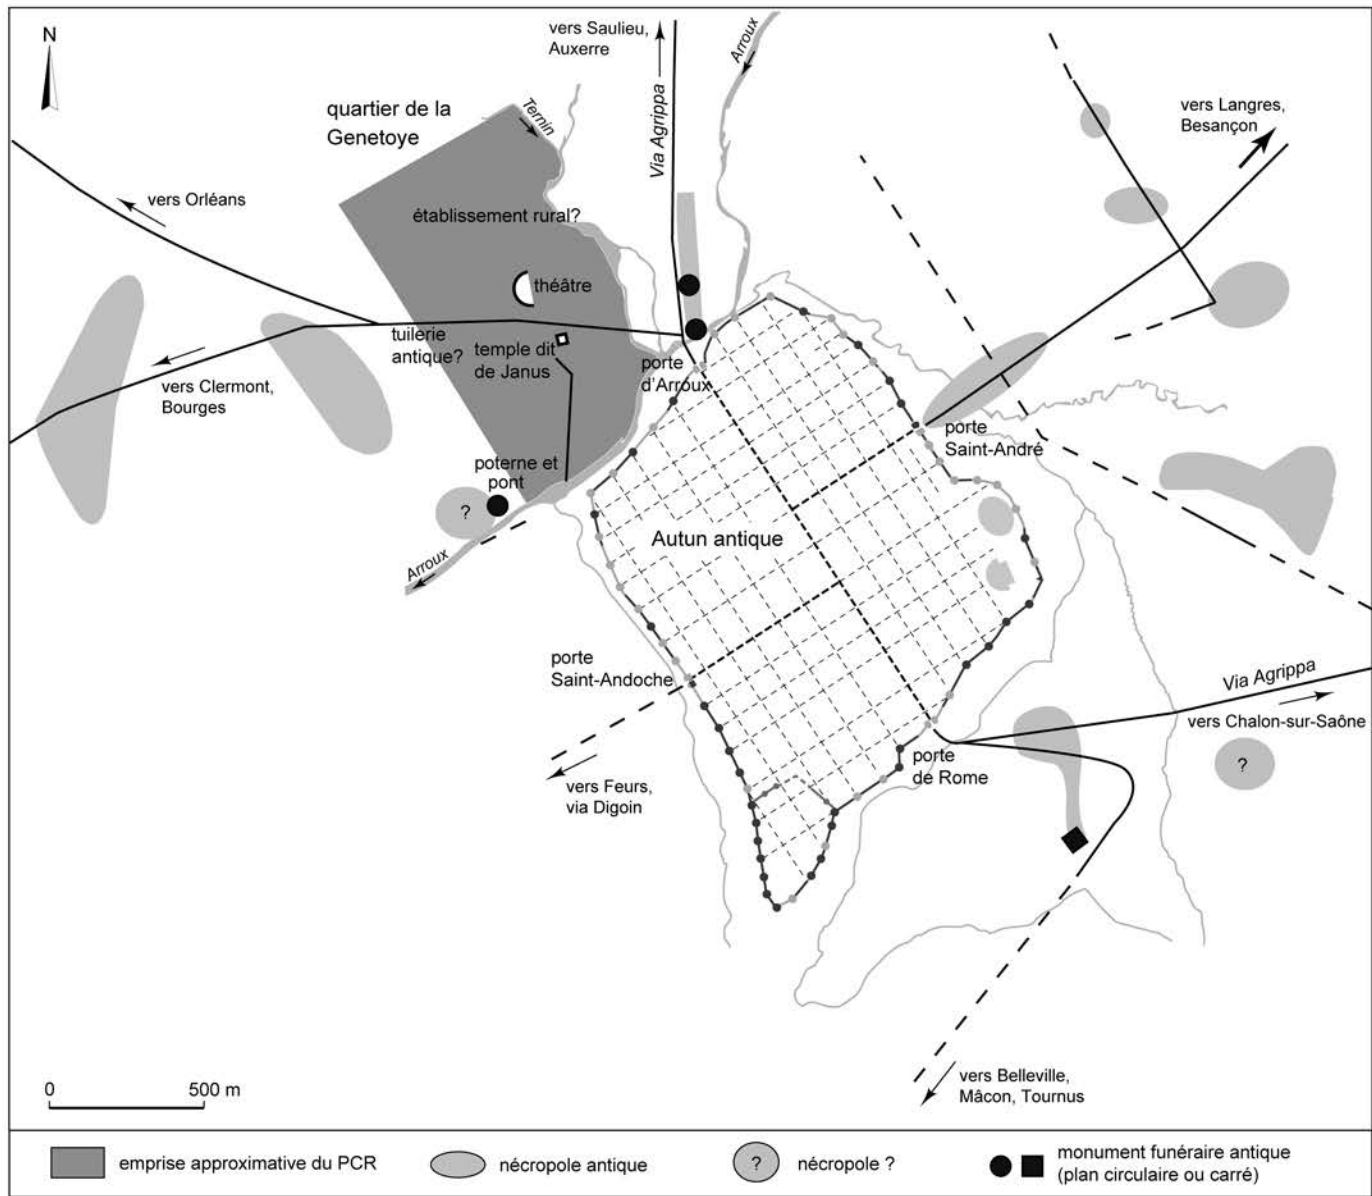 N
vers Saulieu,
Auxerre
Arroux
quartier de la
Genetoye
Ternin
Via Agrippa
vers Langres,
Besançon
vers Orléans
établissement rural?
théâtre
tuilerie
antique?
temple dit
de Janus
porte
d'Arroux
vers Clermont,
Bourges
porte
Saint-André
poterne et
pont
?
Arroux
Autun antique
porte
Saint-Andoche
Via Agrippa
vers Chalon-sur-Saône
porte
de Rome
?
vers Feurs,
via Digoin
vers Belleville,
Mâcon, Tournus
0 500 m
emprise approximative du PCR
nécropole antique
? nécropole ?
monument funéraire antique
(plan circulaire ou carré)